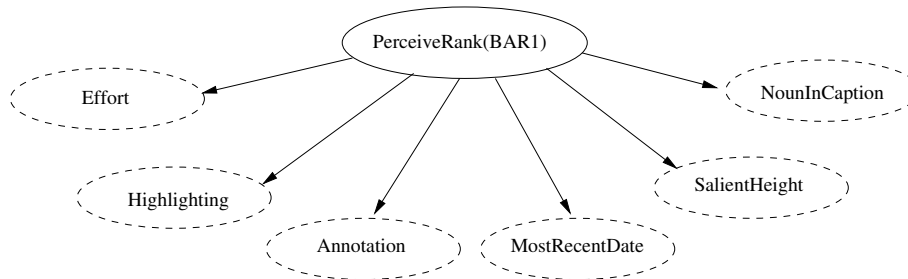 PerceiveRank(BAR1)
Effort
NounInCaption
Highlighting
SalientHeight
Annotation
MostRecentDate